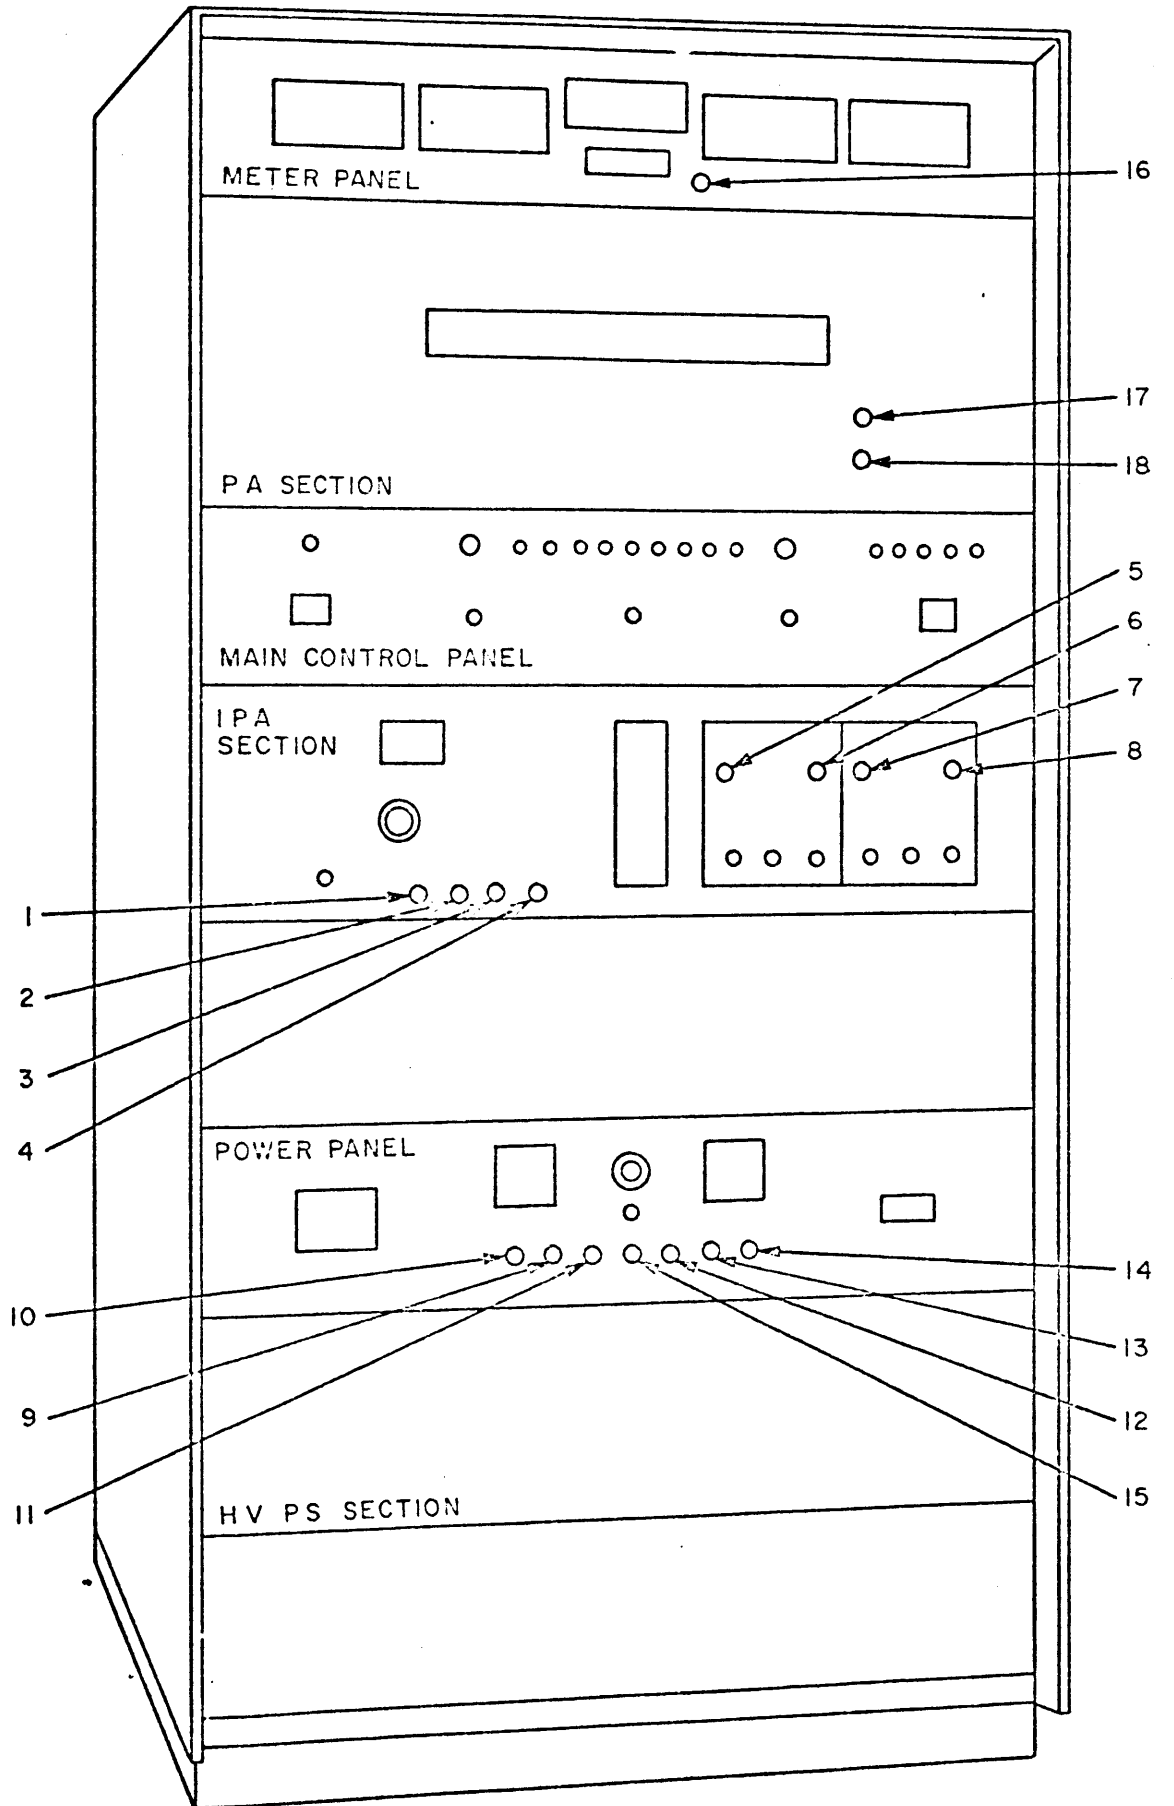 METER PANEL
16
17
18
PA SECTION
5
6
MAIN CONTROL PANEL
7
IPA
SECTION
8
1
2
3
4
POWER PANEL
14
10
13
9
12
15
11
HV PS SECTION